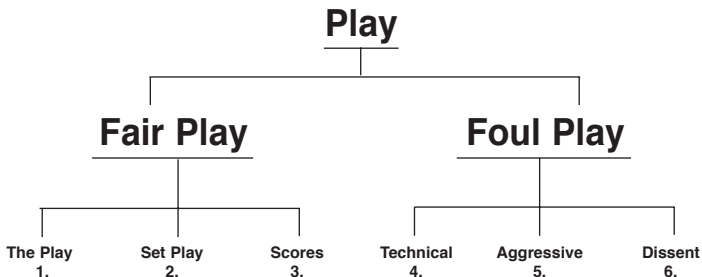 Play
Fair Play Foul Play
The Play Set Play Scores Technical Aggressive Dissent
1. 2. 3. 4. 5. 6.